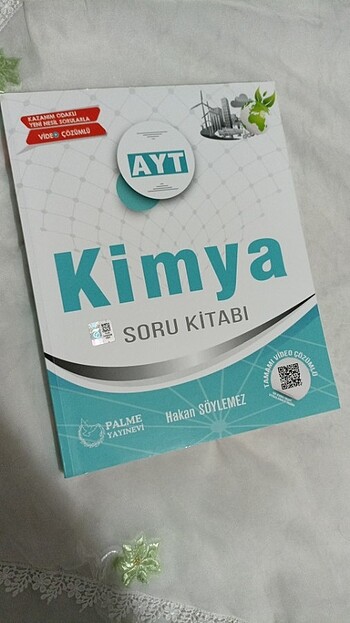 KAZANIM ODAKLI
YENİ NESİL SORULARLA
VİDEO ÇÖZÜMLÜ
AYT
Kimya
SORU KİTABI
TAMAMI VİDEO ÇÖZÜMLÜ
PALME
YAYINEVİ
Hakan SÖYLEMEZ